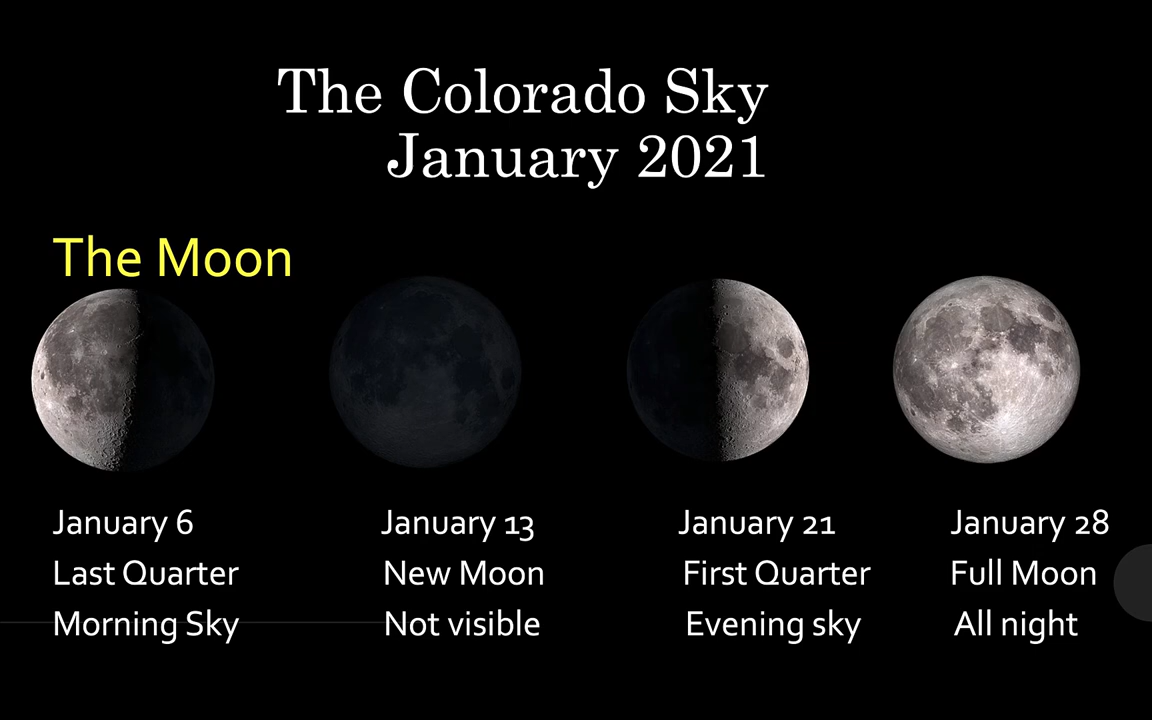 The Colorado Sky
January 2021
The Moon
January 6
Last Quarter
Morning Sky
January 13
New Moon
Not visible
January 21
First Quarter
Evening sky
January 28
Full Moon
All night